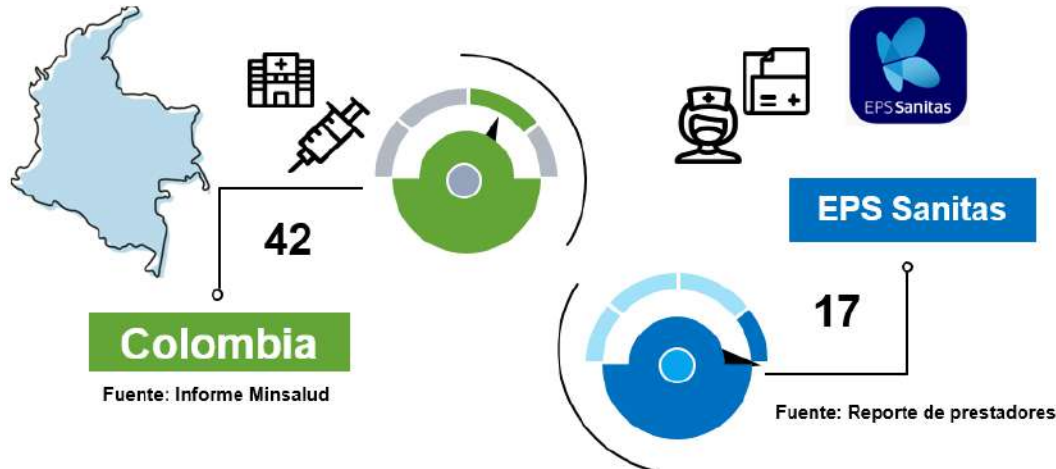 EPS Sanitas
42
Colombia
Fuente: Informe Minsalud
EPS Sanitas
17
Fuente: Reporte de prestadores